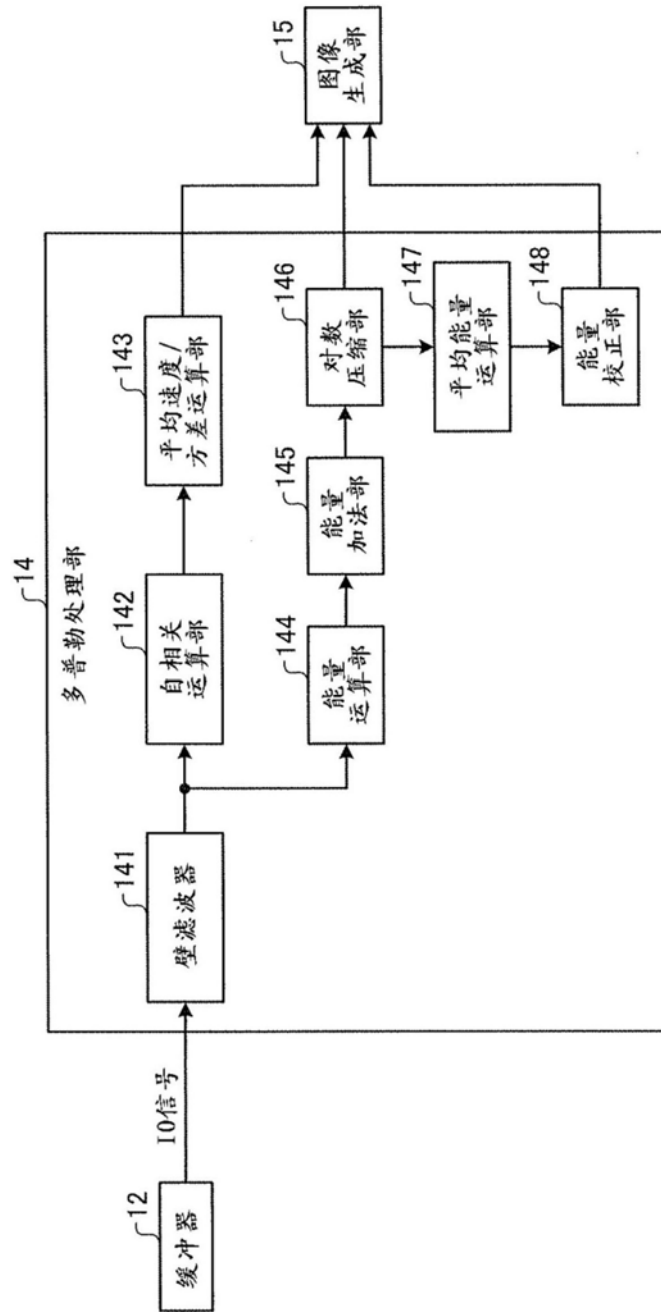 12
缓冲器
IQ信号
14
多普勒处理部
141
壁滤波器
142
自相关
运算部
143
平均速度/
方差运算部
144
能量
运算部
145
能量
加法部
146
对数
压缩部
147
平均能量
运算部
148
能量
校正部
15
图像
生成部